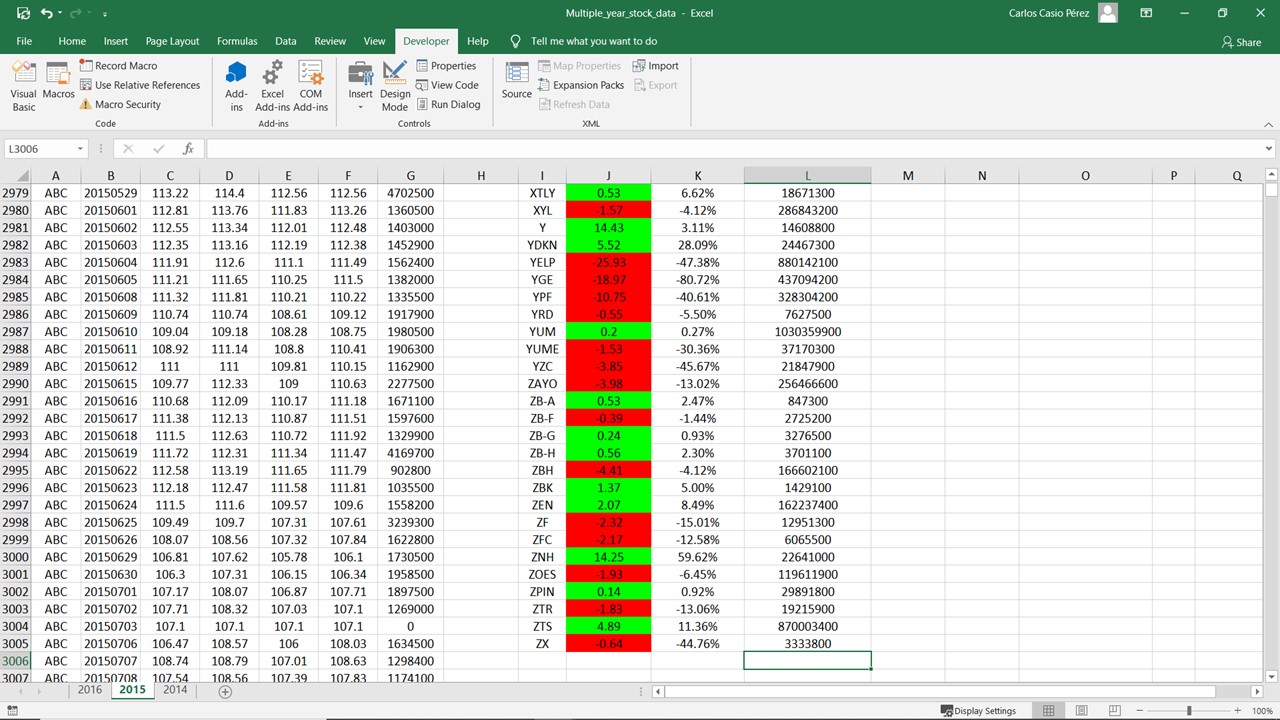 Multiple_year_stock_data - Excel
Carlos Casio Pérez
File Home Insert Page Layout Formulas Data Review View Developer Help Tell me what you want to do Share
Visual Basic
Macros
Record Macro
Use Relative References
Macro Security
Code
Add-ins
Excel Add-ins
COM Add-ins
Add-ins
Insert
Design Mode
Properties
View Code
Run Dialog
Controls
Source
Map Properties
Expansion Packs
Refresh Data
Import
Export
XML
L3006 fx
A B C D E F G H I J K L M N O P Q
2979 ABC 20150529 113.22 114.4 112.56 112.56 4702500 XTLY 0.53 6.62% 18671300
2980 ABC 20150601 112.81 113.76 111.83 115.26 1360500 XYL -1.57 -4.12% 286843200
2981 ABC 20150602 112.55 113.34 112.01 112.48 1403000 Y 14.43 3.11% 14608800
2982 ABC 20150603 112.35 113.16 112.19 112.38 1452900 YDKN 5.52 28.09% 24467300
2983 ABC 20150604 111.91 112.6 111.1 111.49 1562400 YELP -25.93 -47.38% 880142100
2984 ABC 20150605 111.21 111.65 110.25 111.5 1382000 YGE -18.97 -80.72% 437094200
2985 ABC 20150608 111.32 111.81 110.21 110.22 1335500 YPF -10.75 -40.61% 328304200
2986 ABC 20150609 110.74 110.74 108.61 109.12 1917900 YRD -0.55 -5.50% 7627500
2987 ABC 20150610 109.04 109.18 108.28 108.75 1980500 YUM 0.2 0.27% 1030359900
2988 ABC 20150611 108.92 111.14 108.8 110.41 1906300 YUME -1.53 -30.36% 37170300
2989 ABC 20150612 111 111 109.81 110.15 1162900 YZC -3.85 -45.67% 21847900
2990 ABC 20150615 109.77 112.33 109 110.63 2277500 ZAYO -3.98 -13.02% 256466600
2991 ABC 20150616 110.68 112.09 110.17 111.18 1671100 ZB-A 0.53 2.47% 847300
2992 ABC 20150617 111.38 112.13 110.87 111.51 1597600 ZB-F -0.39 -1.44% 2725200
2993 ABC 20150618 111.5 112.63 110.72 111.92 1329900 ZB-G 0.24 0.93% 3276500
2994 ABC 20150619 111.72 112.31 111.34 111.47 4169700 ZB-H 0.56 2.30% 3701100
2995 ABC 20150622 112.58 113.19 111.65 111.79 902800 ZBH -4.41 -4.12% 166602100
2996 ABC 20150623 112.18 112.47 111.58 111.81 1035500 ZBK 1.37 5.00% 1429100
2997 ABC 20150624 111.5 111.6 109.57 109.6 1558200 ZEN 2.07 8.49% 162237400
2998 ABC 20150625 109.49 109.7 107.31 107.61 3239300 ZF -2.32 -15.01% 12951300
2999 ABC 20150626 108.07 108.56 107.32 107.84 1622800 ZFC -2.17 -12.58% 6065500
3000 ABC 20150629 106.81 107.62 105.78 106.1 1730500 ZNH 14.25 59.62% 22641000
3001 ABC 20150630 106.3 107.31 106.15 106.34 1958500 ZOES -1.93 -6.45% 119611900
3002 ABC 20150701 107.17 108.07 106.87 107.71 1897500 ZPIN 0.14 0.92% 29891800
3003 ABC 20150702 107.71 108.32 107.03 107.1 1269000 ZTR -1.83 -13.06% 19215900
3004 ABC 20150703 107.1 107.1 107.1 107.1 0 ZTS 4.89 11.36% 870003400
3005 ABC 20150706 106.47 108.57 106 108.03 1634500 ZX -0.64 -44.76% 3333800
3006 ABC 20150707 108.74 108.79 107.01 108.63 1298400
3007 ABC 20150708 107.54 108.56 107.39 107.83 1174100
2016 2015 2014
Display Settings 100%